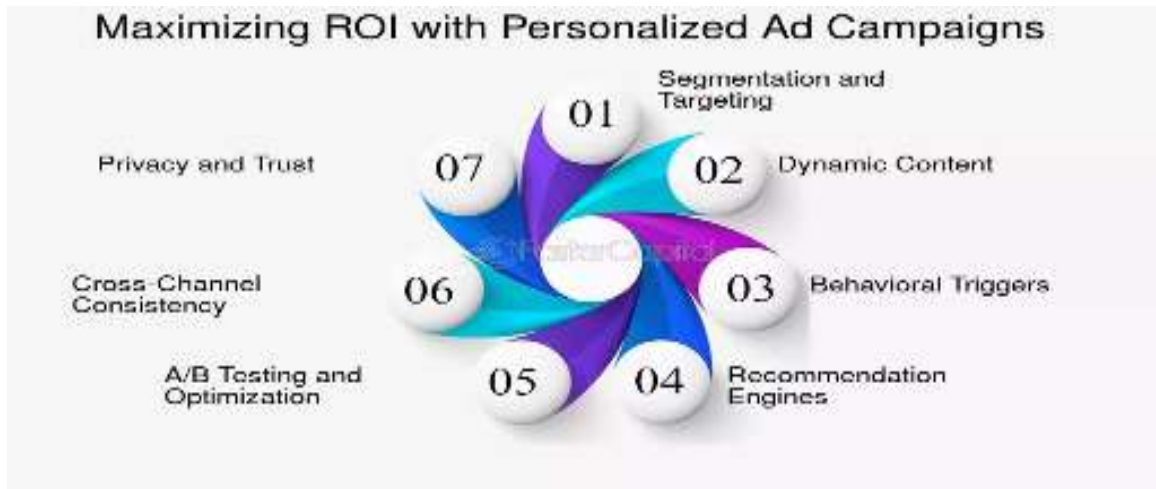 Maximizing ROI with Personalized Ad Campaigns
01
Segmentation and
Targeting
02
Dynamic Content
03
Behavioral Triggers
04
Recommendation
Engines
05
A/B Testing and
Optimization
06
Cross-Channel
Consistency
07
Privacy and Trust